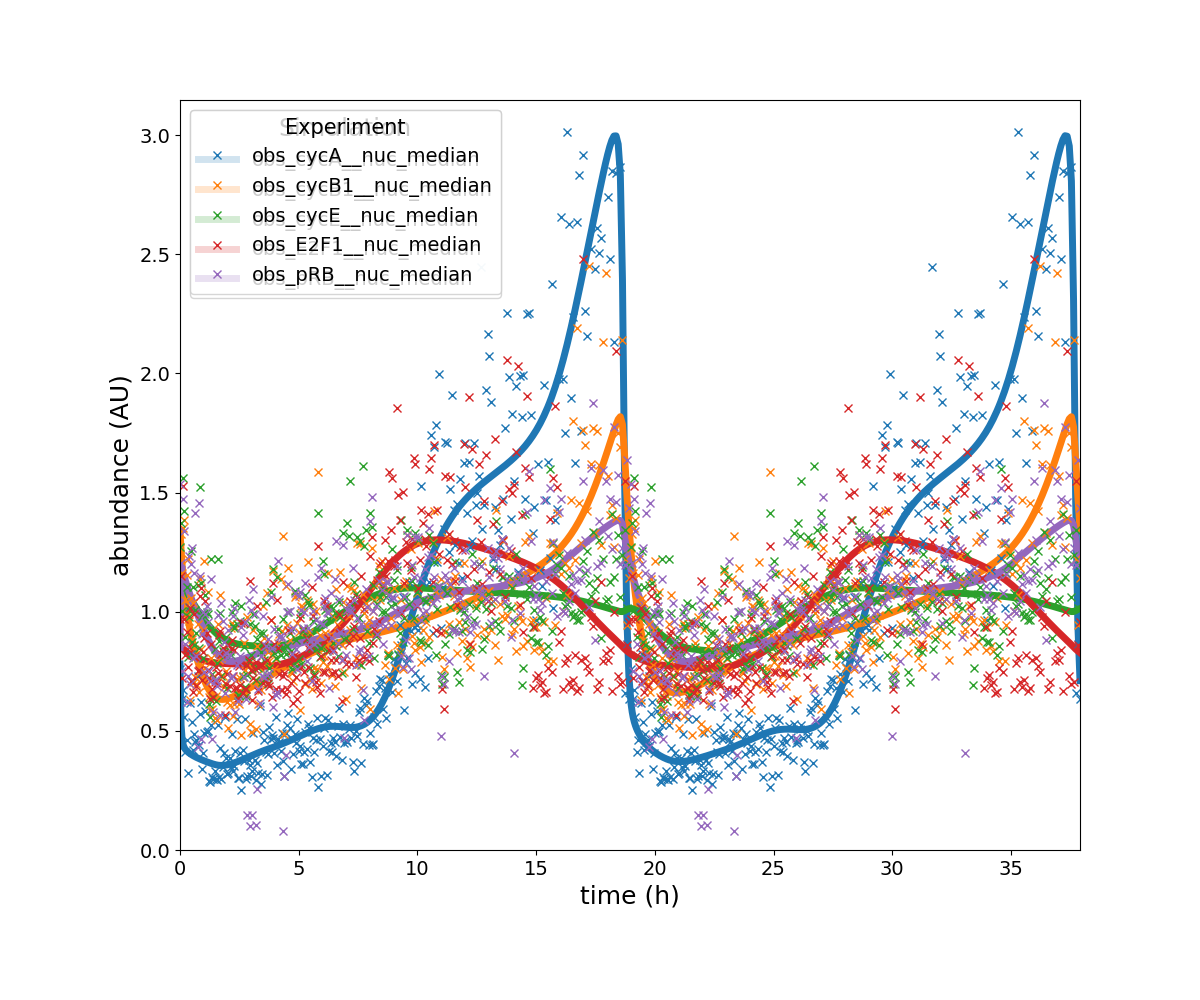 Experiment
obs_cycA__nuc_median
obs_cycB1__nuc_median
obs_cycE__nuc_median
obs_E2F1__nuc_median
obs_pRB__nuc_median
abundance (AU)
3.0
2.5
2.0
1.5
1.0
0.5
0.0
0
5
10
15
20
25
30
35
time (h)